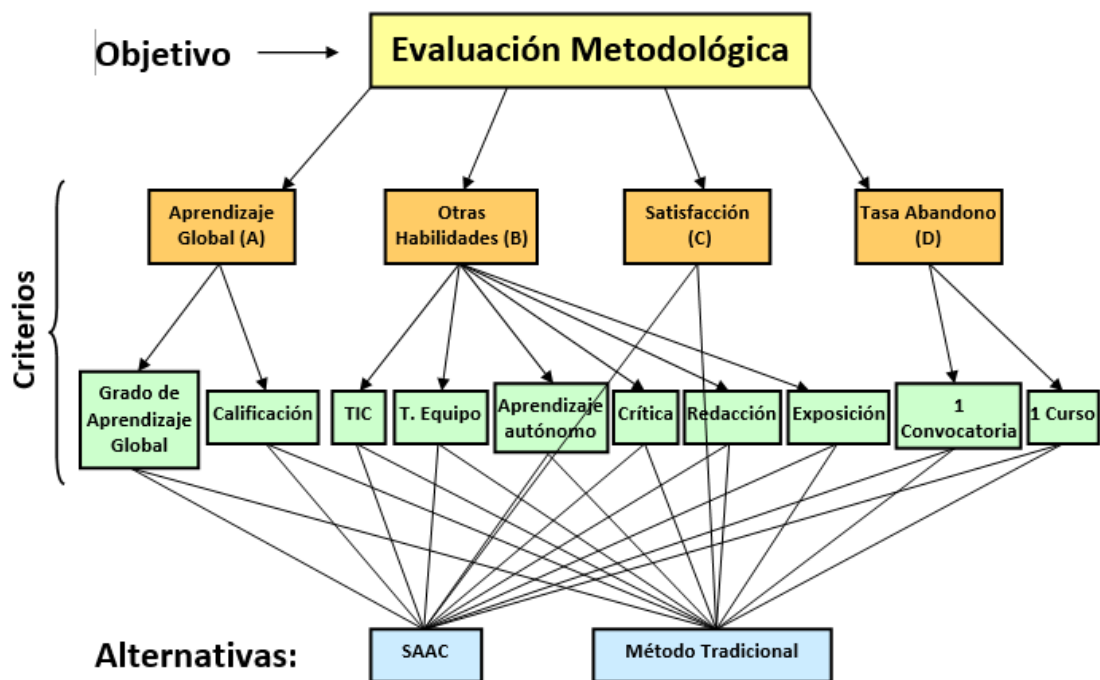 Objetivo
Evaluación Metodológica
Criterios
Aprendizaje
Global (A)
Otras
Habilidades (B)
Satisfacción
(C)
Tasa Abandono
(D)
Grado de
Aprendizaje
Global
Calificación
TIC
T. Equipo
Aprendizaje
autónomo
Crítica
Redacción
Exposición
1
Convocatoria
1 Curso
Alternativas:
SAAC
Método Tradicional